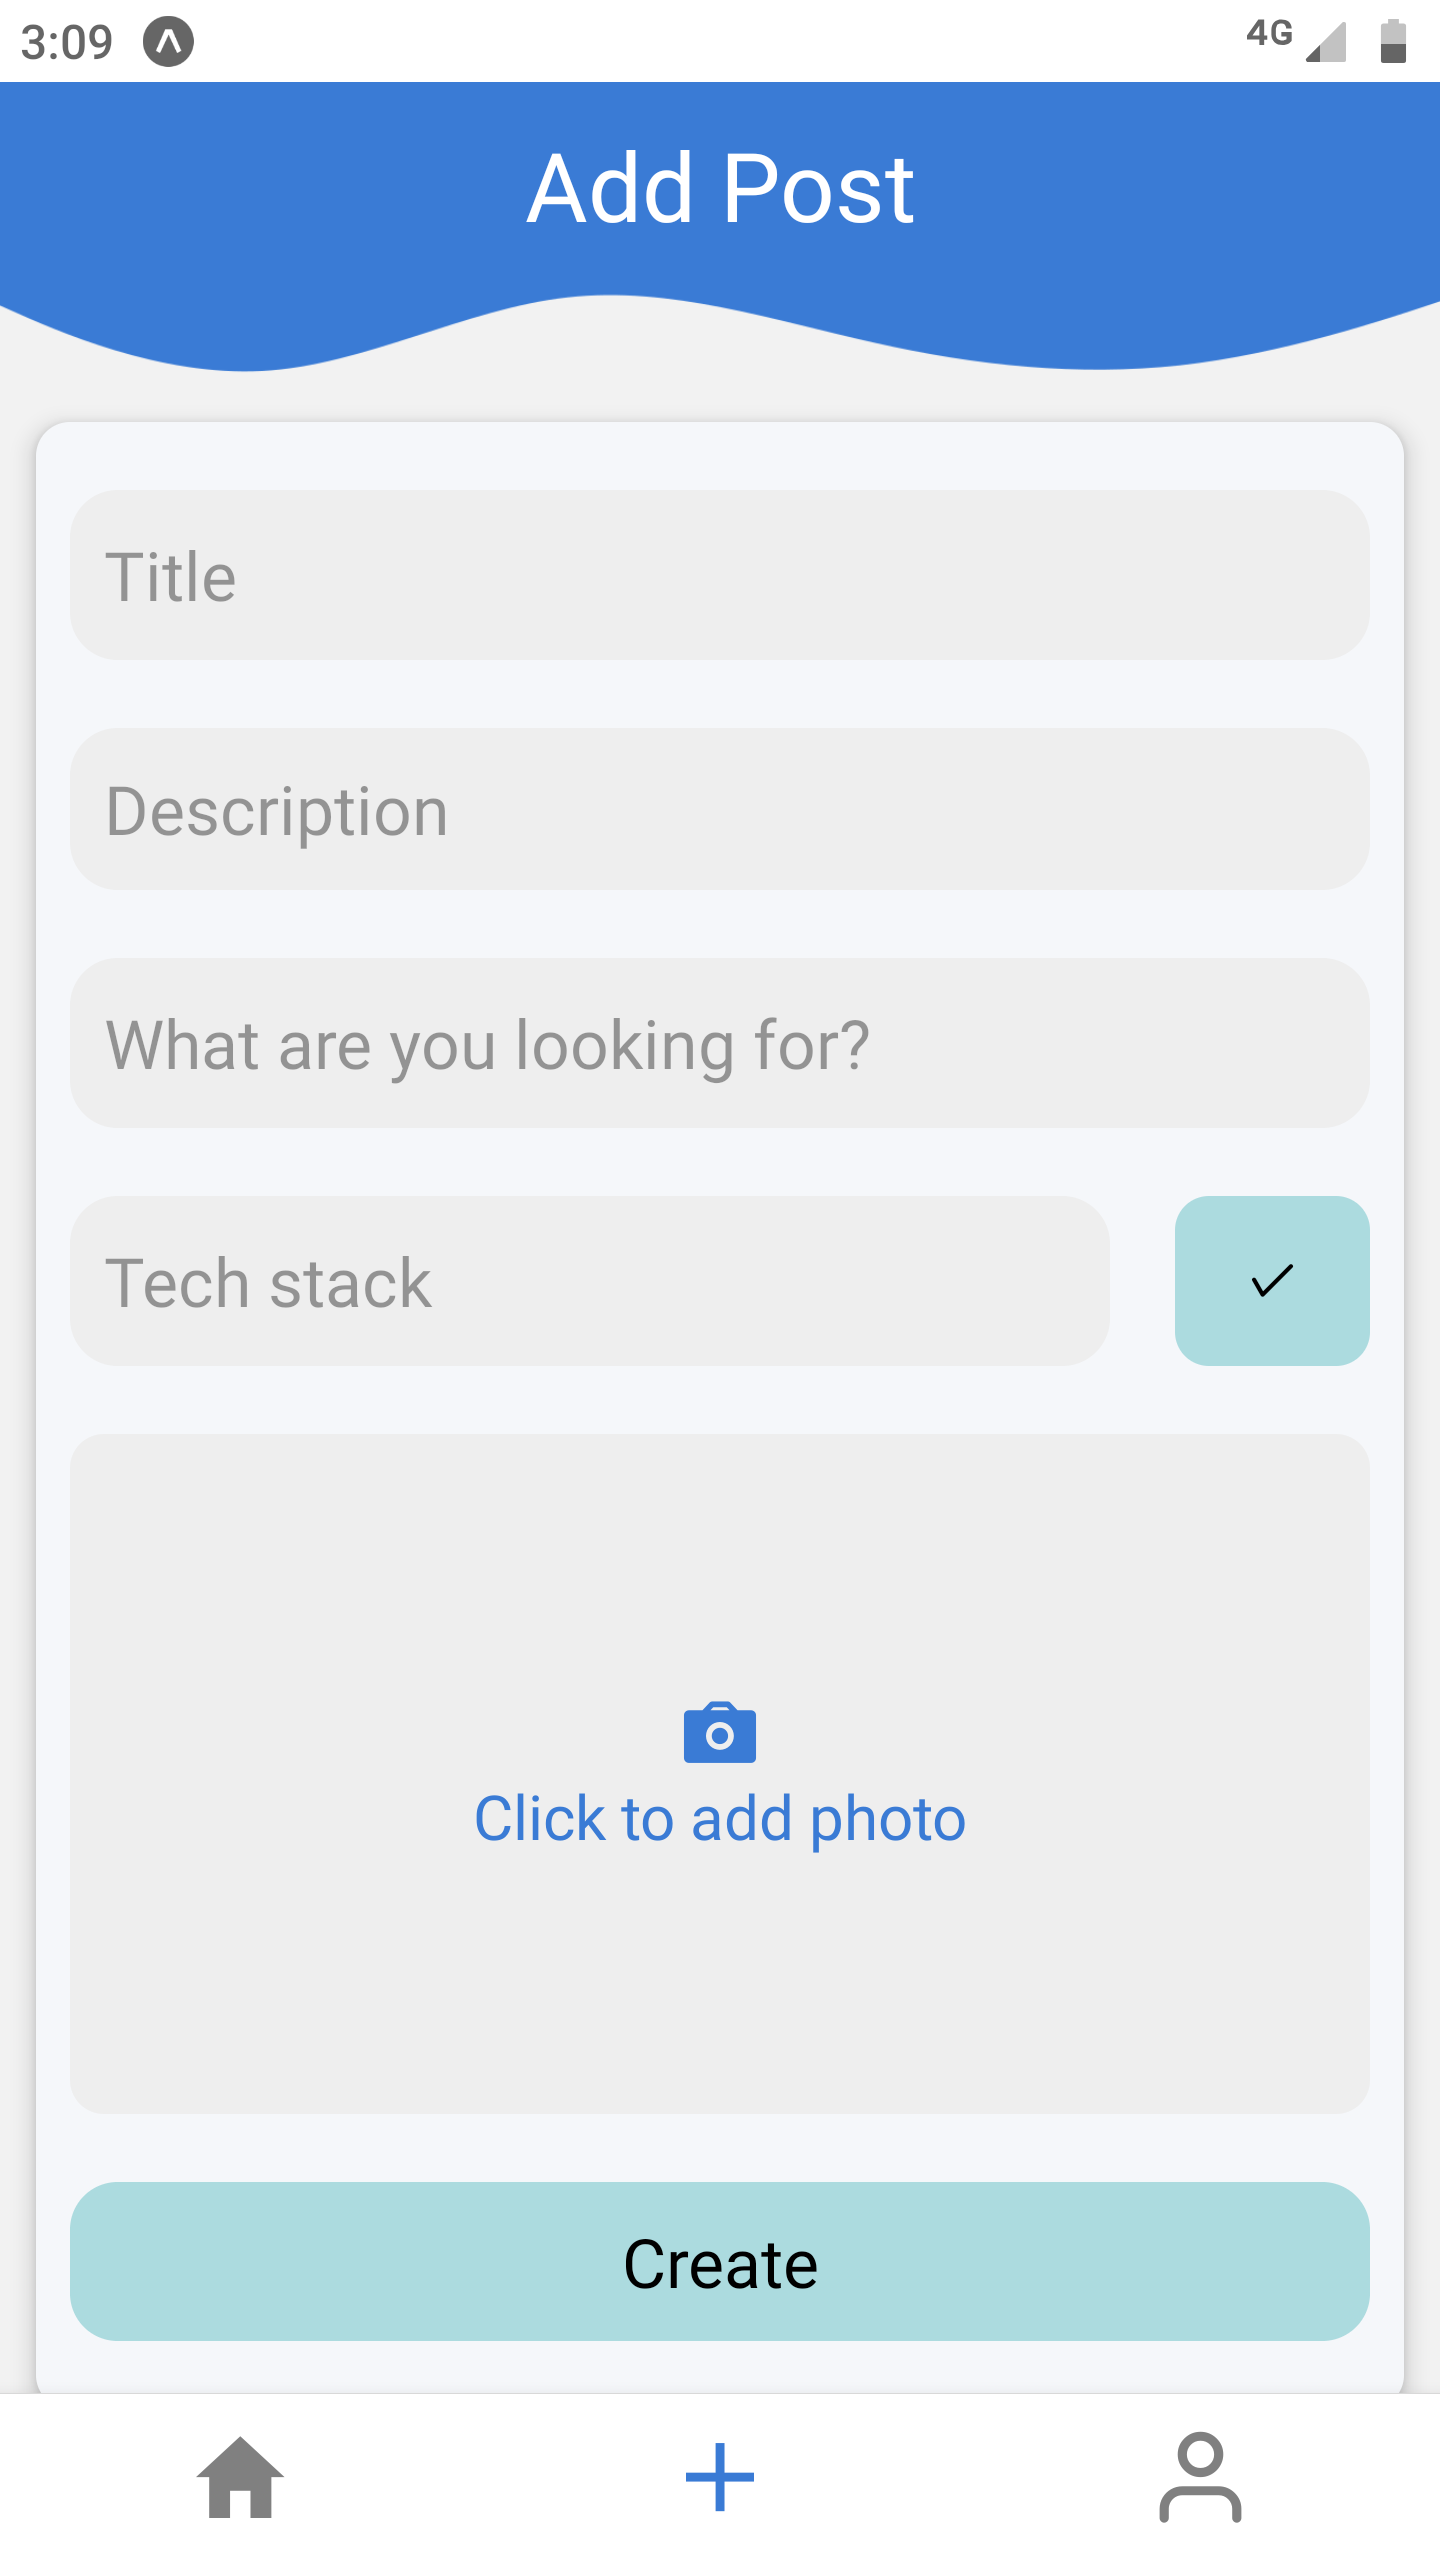 3:09
4G
Add Post
Title
Description
What are you looking for?
Tech stack
Click to add photo
Create